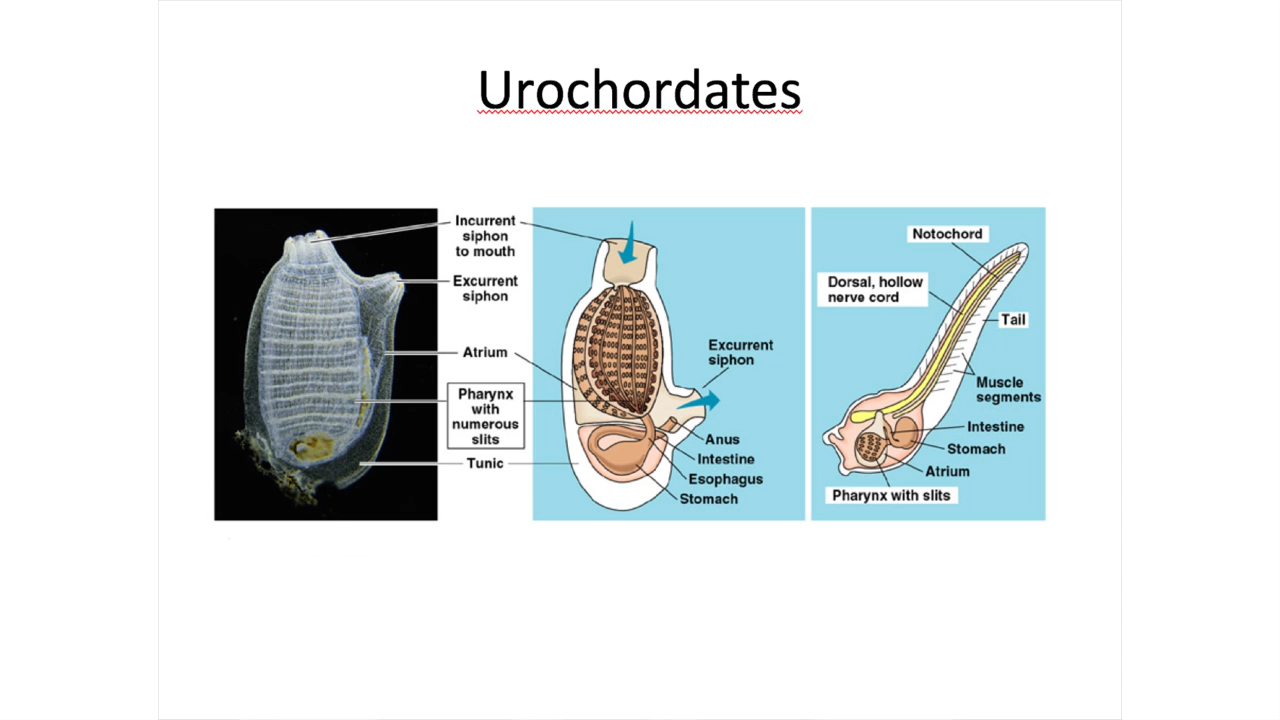 Urochordates
Incurrent
siphon
to mouth
Excurrent
siphon
Atrium
Pharynx
with
numerous
slits
Tunic
Excurrent
siphon
Anus
Intestine
Esophagus
Stomach
Notochord
Dorsal, hollow
nerve cord
Tail
Muscle
segments
Intestine
Stomach
Atrium
Pharynx with slits